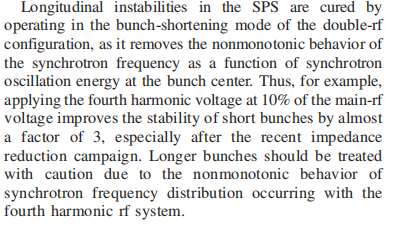 Longitudinal instabilities in the SPS are cured by
operating in the bunch-shortening mode of the double-rf
configuration, as it removes the nonmonotonic behavior of
the synchrotron frequency as a function of synchrotron
oscillation energy at the bunch center. Thus, for example,
applying the fourth harmonic voltage at 10% of the main-rf
voltage improves the stability of short bunches by almost
a factor of 3, especially after the recent impedance
reduction campaign. Longer bunches should be treated
with caution due to the nonmonotonic behavior of
synchrotron frequency distribution occurring with the
fourth harmonic rf system.